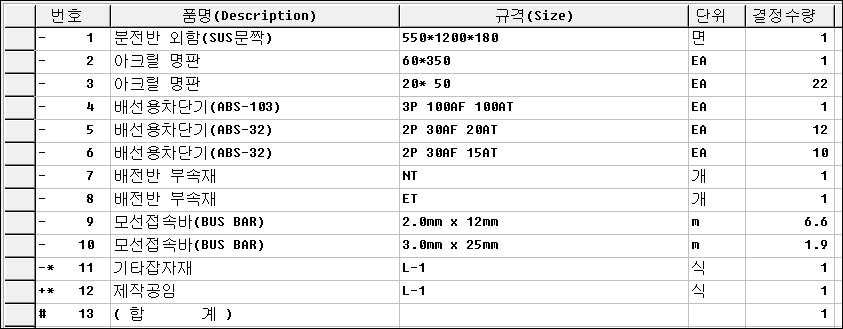 번호 품명(Description) 규격(Size) 단위 결정수량
- 1 분전반 외함(SUS문짝) 550*1200*180 면 1
- 2 아크릴 명판 60*350 EA 1
- 3 아크릴 명판 20* 50 EA 22
- 4 배선용차단기(ABS-103) 3P 100AF 100AT EA 1
- 5 배선용차단기(ABS-32) 2P 30AF 20AT EA 12
- 6 배선용차단기(ABS-32) 2P 30AF 15AT EA 10
- 7 배전반 부속재 NT 개 1
- 8 배전반 부속재 ET 개 1
- 9 모선접속바(BUS BAR) 2.0mm x 12mm m 6.6
- 10 모선접속바(BUS BAR) 3.0mm x 25mm m 1.9
-* 11 기타잡자재 L-1 식 1
+* 12 제작공임 L-1 식 1
# 13 ( 합 계 ) 1